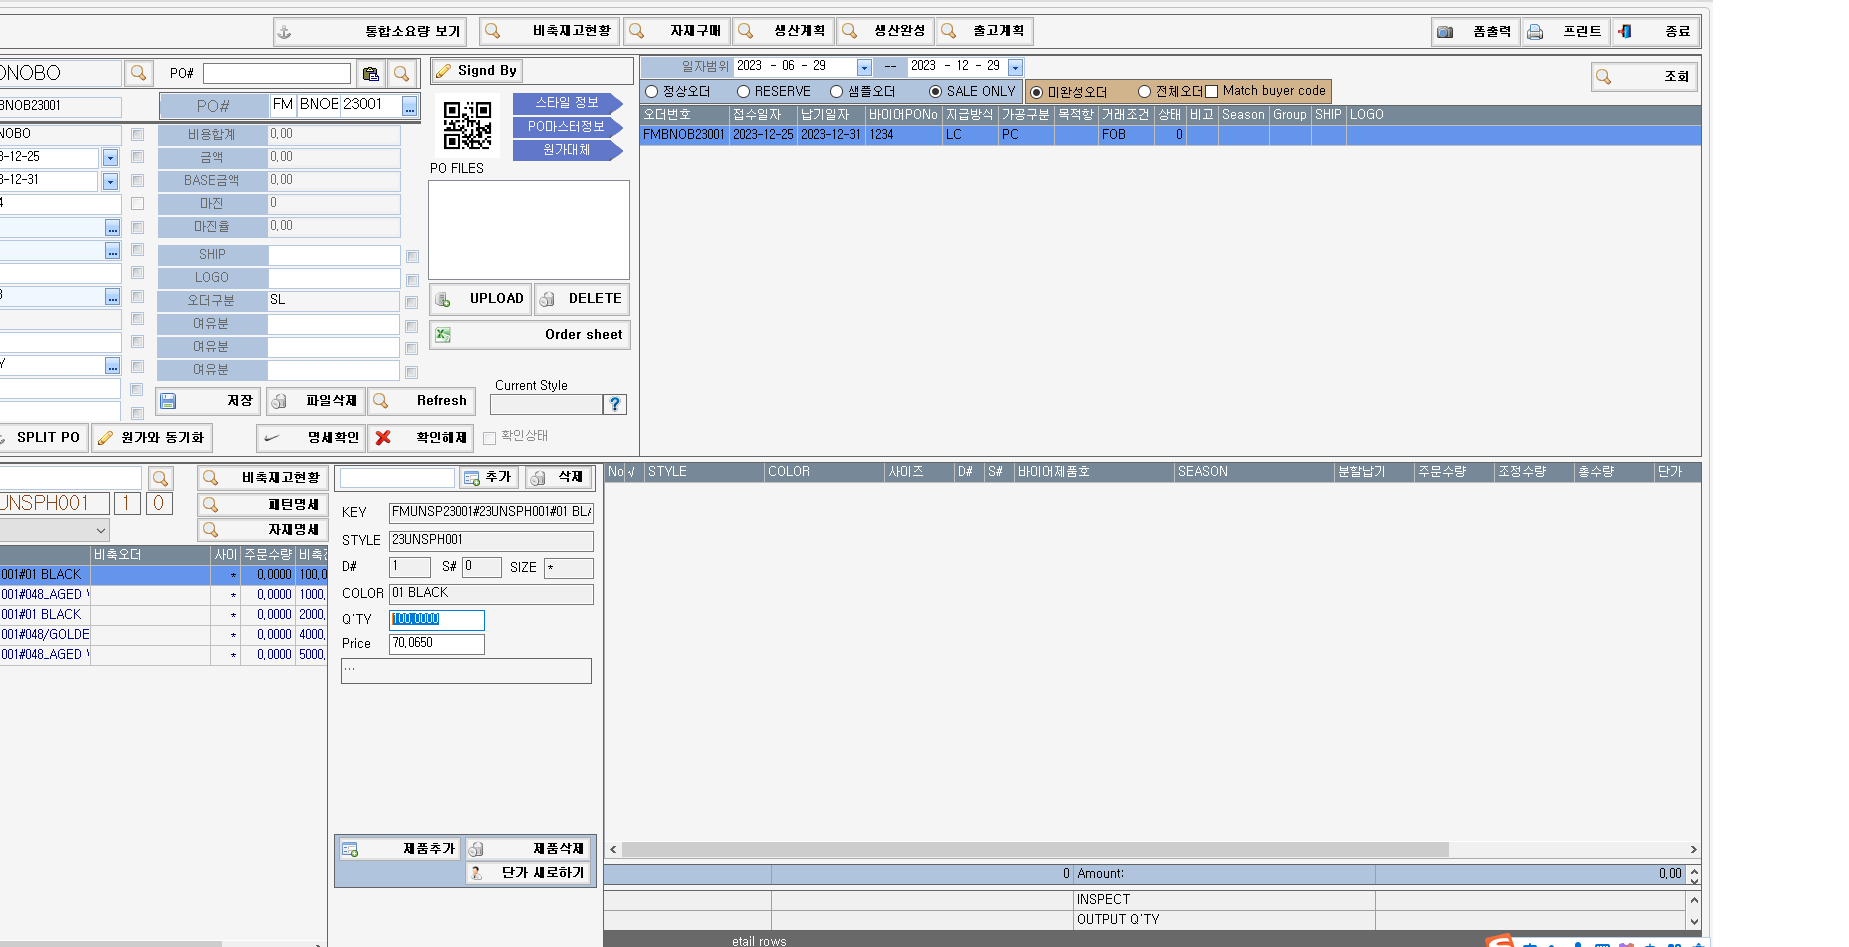 통합소요량 보기
비축재고현황
자재구매
생산계획
생산완성
출고계획
폼출력
프린트
종료
ONOBO
PO#
Signd By
일자범위
2023 - 06 - 29
--
2023 - 12 - 29
조회
BNOB23001
PO#
FM
BNOB
23001
스타일 정보
PO마스터정보
원가대체
정상오더
RESERVE
샘플오더
SALE ONLY
미완성오더
전체오더
Match buyer code
오더번호 접수일자 납기일자 바이어PONo 지급방식 가공구분 목적항 거래조건 상태 비고 Season Group SHIP LOGO
FMBNOB23001 2023-12-25 2023-12-31 1234 LC PC FOB 0
NOBO
비용합계 0.00
3-12-25
금액 0.00
3-12-31
BASE금액 0.00
4
마진 0
마진율 0.00
SHIP
LOGO
오더구분 SL
여유분
여유분
여유분
PO FILES
UPLOAD
DELETE
Order sheet
Current Style
?
저장
파일삭제
Refresh
SPLIT PO
원가와 동기화
명세확인
확인해제
확인상태
비축재고현황
UNSPH001 1 0
패턴명세
자재명세
비축오더 사이 주문수량 비축
001#01 BLACK * 0.0000 100.0
001#048_AGED * 0.0000 1000.
001#01 BLACK * 0.0000 2000.
001#048/GOLDE * 0.0000 4000.
001#048_AGED * 0.0000 5000.
추가
삭제
KEY FMUNSP23001#23UNSPH001#01 BLA
STYLE 23UNSPH001
D# 1 S# 0 SIZE *
COLOR 01 BLACK
Q'TY 100.0000
Price 70.0650
...
제품추가
제품삭제
단가 새로하기
No √ STYLE COLOR 사이즈 D# S# 바이어제품호 SEASON 분할납기 주문수량 조정수량 총수량 단가
0 Amount: 0.00
INSPECT
OUTPUT Q'TY
etail rows